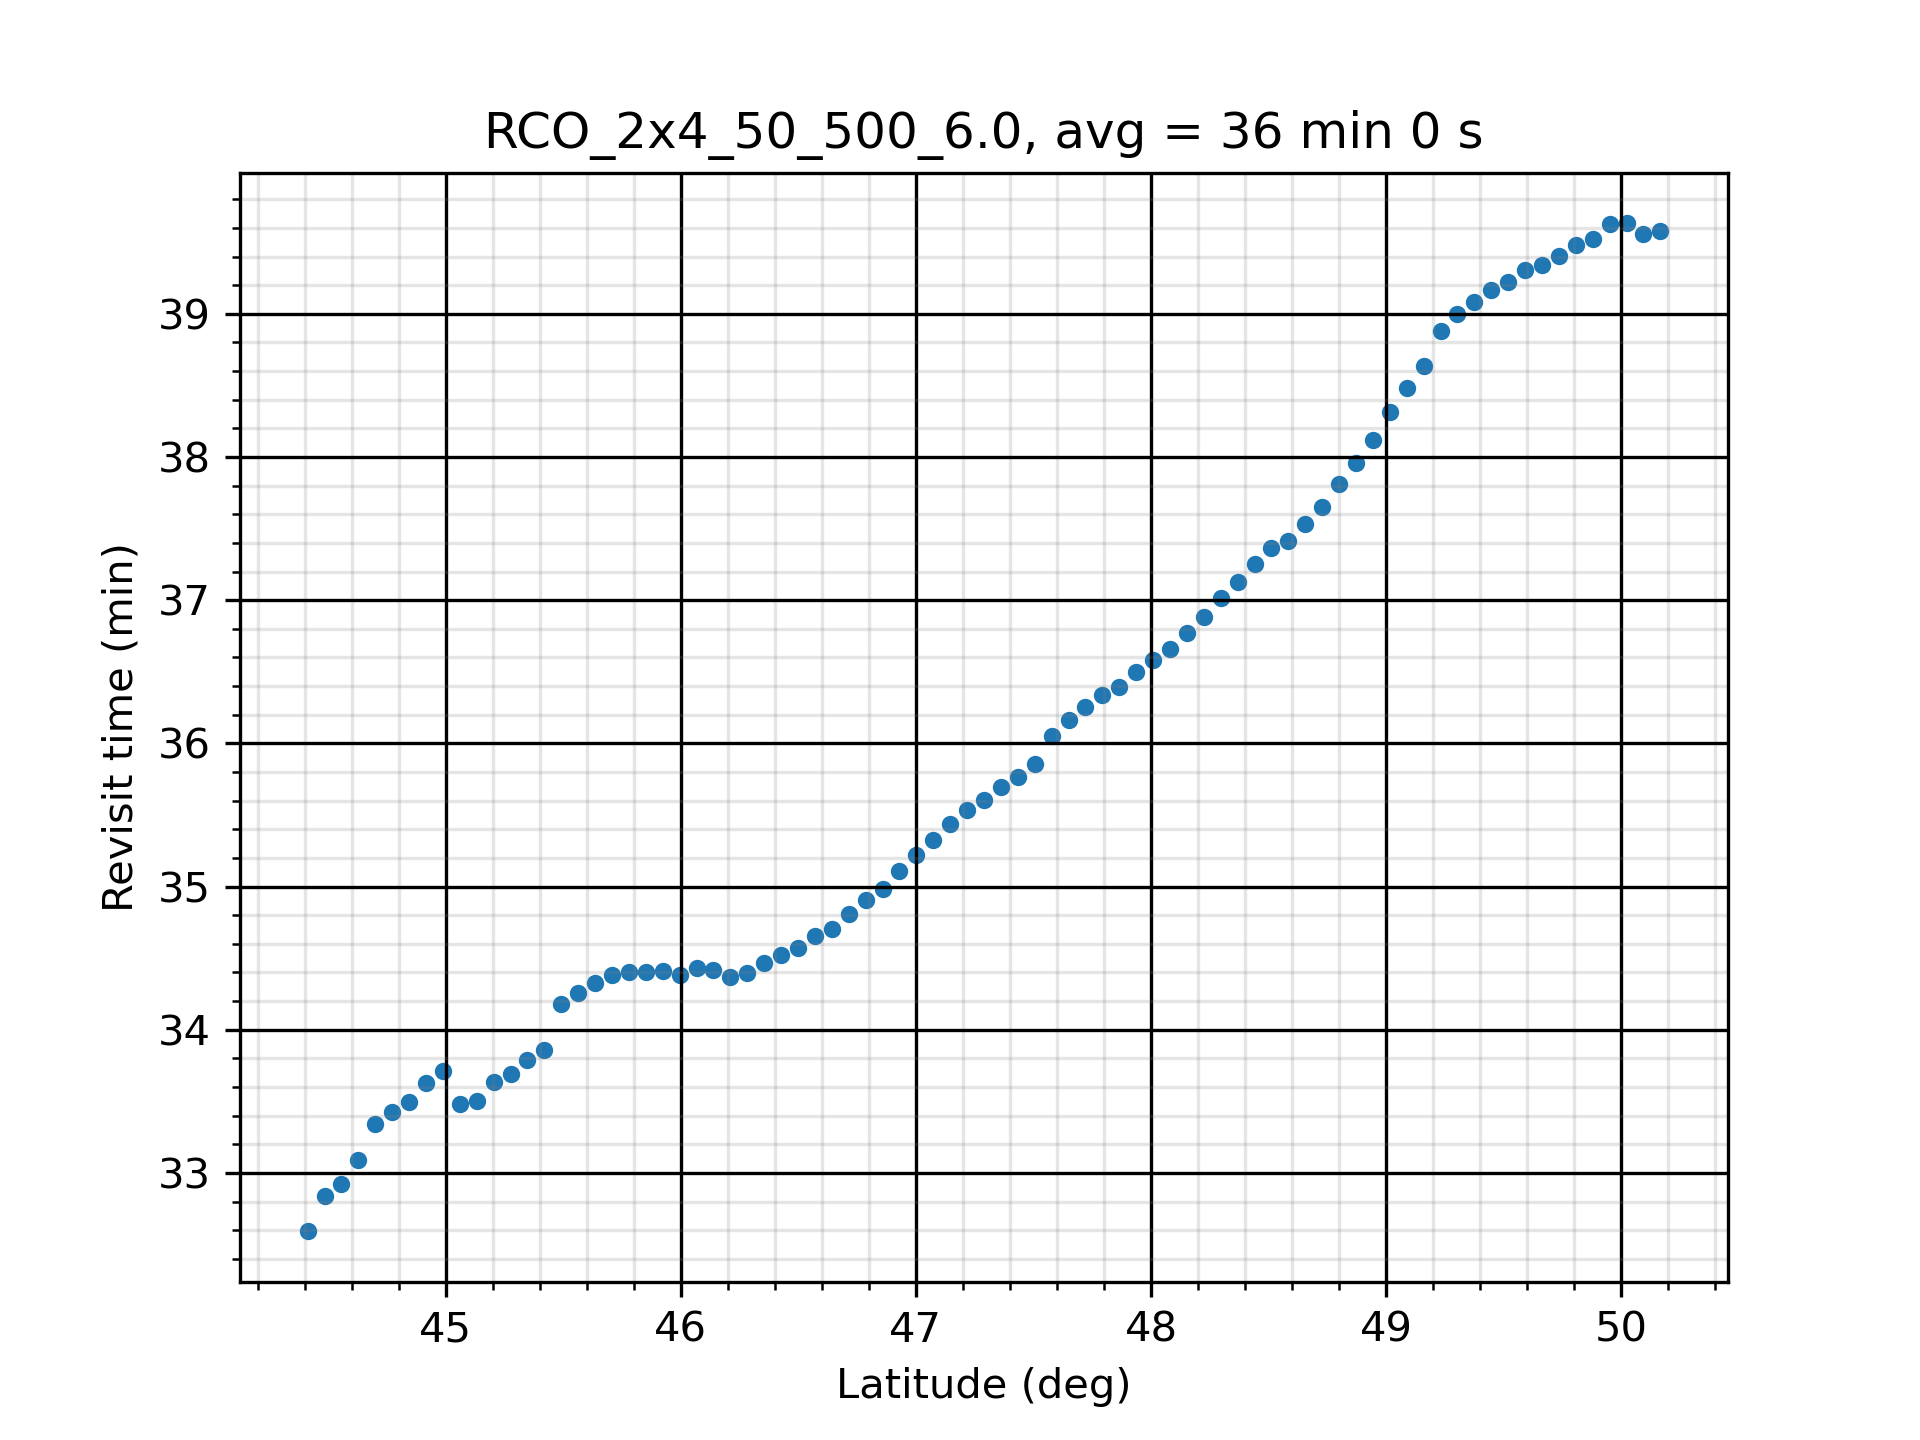 RCO_2x4_50_500_6.0, avg = 36 min 0 s
39
38
37
36
35
34
33
Revisit time (min)
45 46 47 48 49 50
Latitude (deg)